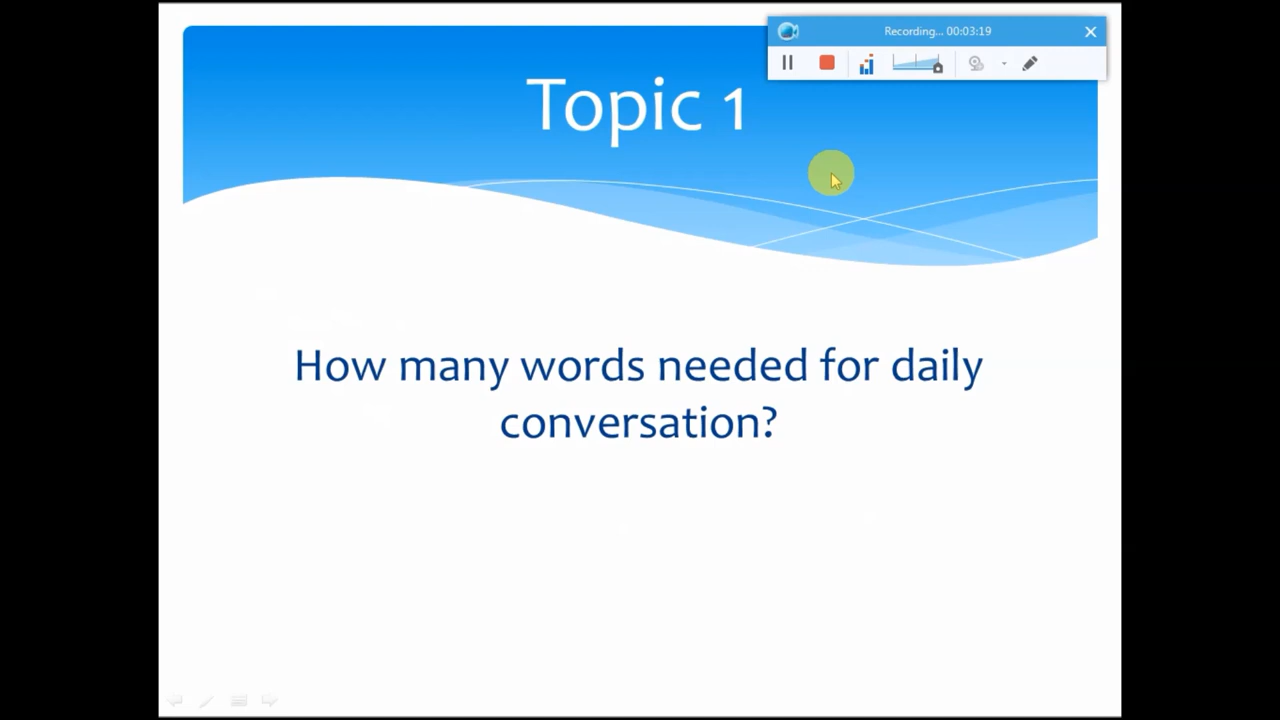 Recording... 00:03:19
Topic 1
How many words needed for daily
conversation?